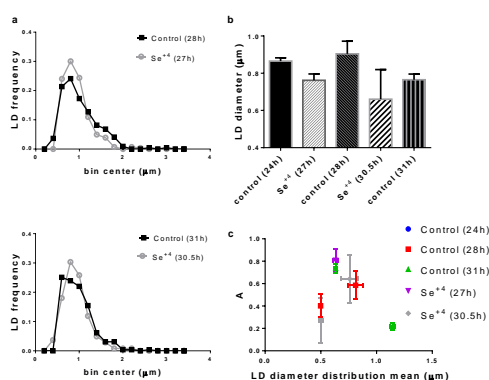 a
Control (28h)
Se+4 (27h)
LD frequency
0.4
0.3
0.2
0.1
0.0
0 1 2 3 4
bin center (µm)
b
LD diameter (µm)
1.0
0.8
0.6
0.4
control (24h)
Se+4 (27h)
control (28h)
Se+4 (30.5h)
control (31h)
Control (31h)
Se+4 (30.5h)
LD frequency
0.4
0.3
0.2
0.1
0.0
0 1 2 3 4
bin center (µm)
c
A
1.0
0.8
0.6
0.4
0.2
0.0
0.0 0.5 1.0 1.5
LD diameter distribution mean (µm)
Control (24h)
Control (28h)
Control (31h)
Se+4 (27h)
Se+4 (30.5h)